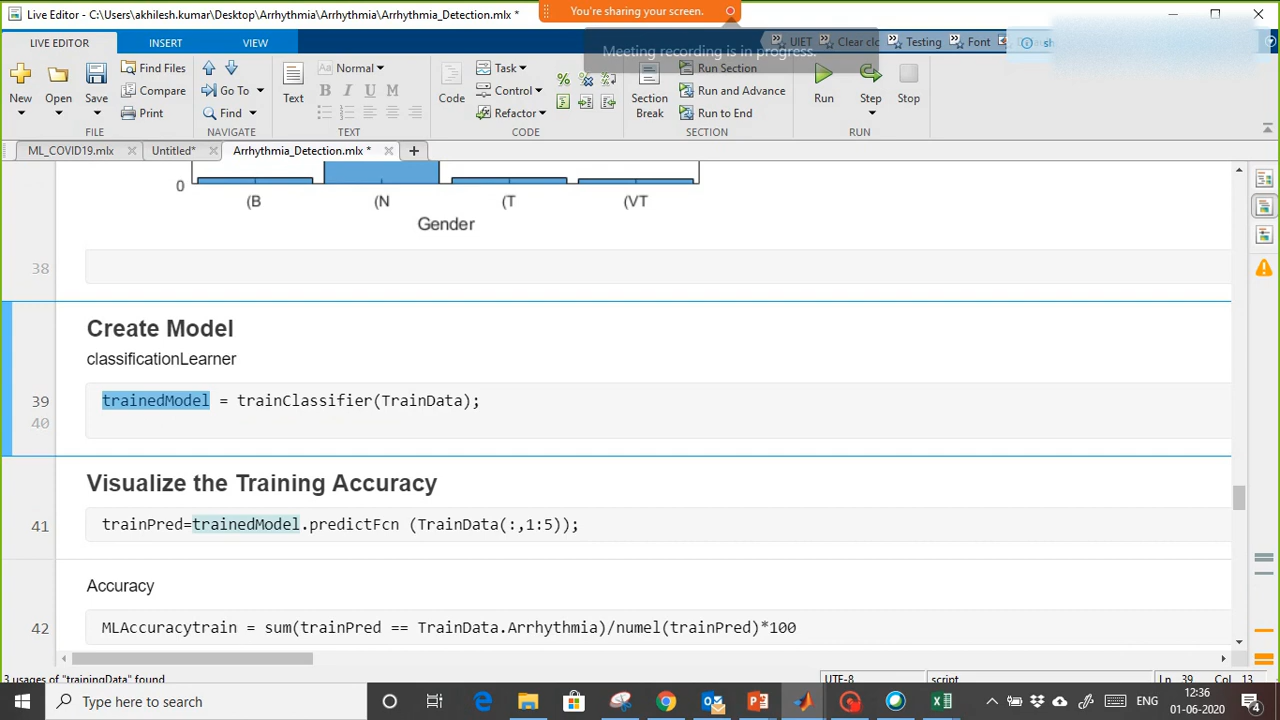 Live Editor - C:\Users\akhilesh.kumar\Desktop\Arrhythmia\Arrhythmia\Arrhythmia_Detection.mlx *
You're sharing your screen.
Meeting recording is in progress.
LIVE EDITOR INSERT VIEW
UIET Clear Testing Font
New Open Save Find Files Compare Print
FILE
Go To Find
NAVIGATE
Text Normal B I U M
TEXT
Code Task Control Refactor
CODE
Section Break Run Section Run and Advance Run to End
SECTION
Run Step Stop
RUN
ML_COVID19.mlx Untitled* Arrhythmia_Detection.mlx *
0
(B (N (T (VT
Gender
38
Create Model
classificationLearner
39 trainedModel = trainClassifier(TrainData);
40
Visualize the Training Accuracy
41 trainPred=trainedModel.predictFcn (TrainData(:,1:5));
Accuracy
42 MLAccuracytrain = sum(trainPred == TrainData.Arrhythmia)/numel(trainPred)*100
3 usages of "trainingData" found
UTF-8 script Ln 39 Col 13
Type here to search
ENG
12:36
01-06-2020
4